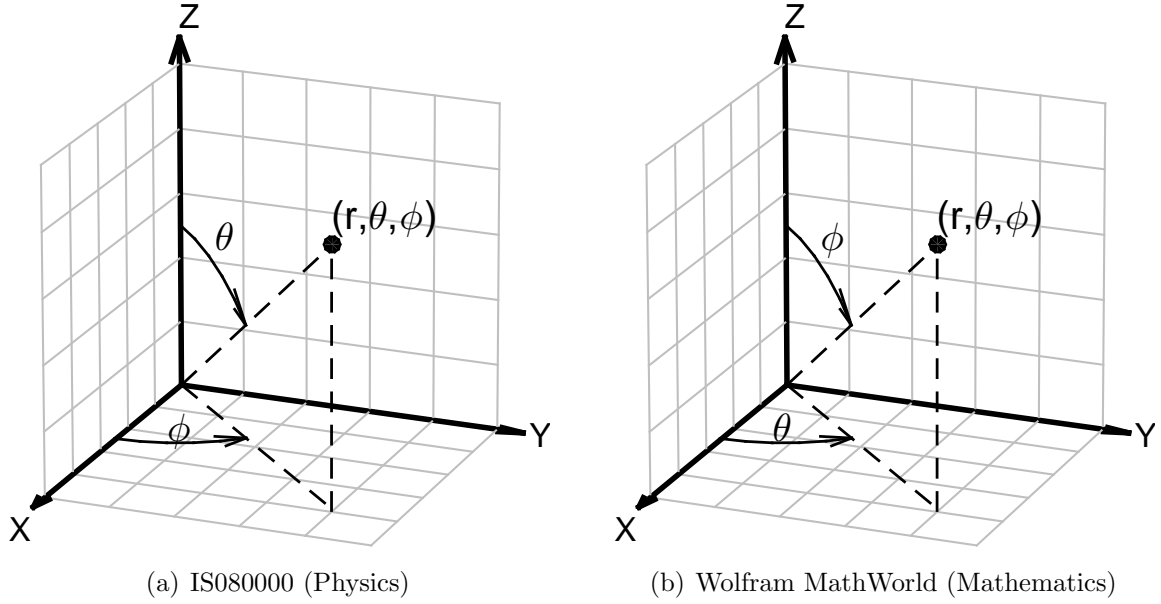 Z
(r,θ,ϕ)
θ
ϕ
Y
X
(a) IS080000 (Physics)
Z
(r,θ,ϕ)
ϕ
θ
Y
X
(b) Wolfram MathWorld (Mathematics)